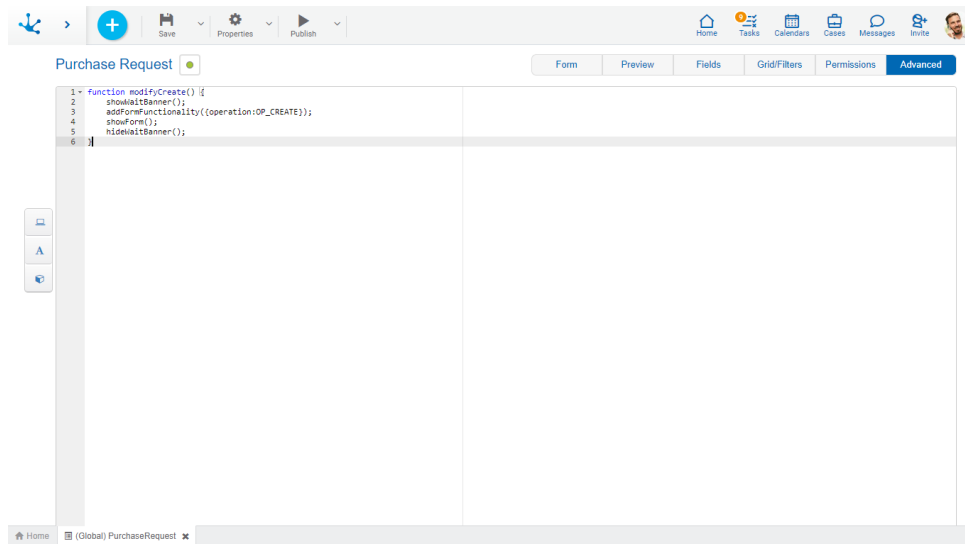 Save
Properties
Publish
Home
9
Tasks
Calendars
Cases
Messages
Invite
Purchase Request
Form
Preview
Fields
Grid/Filters
Permissions
Advanced
1 function modifyCreate() {
2 showWaitBanner();
3 addFormFunctionality({operation:OP_CREATE});
4 showForm();
5 hideWaitBanner();
6 }
A
Home
(Global) PurchaseRequest